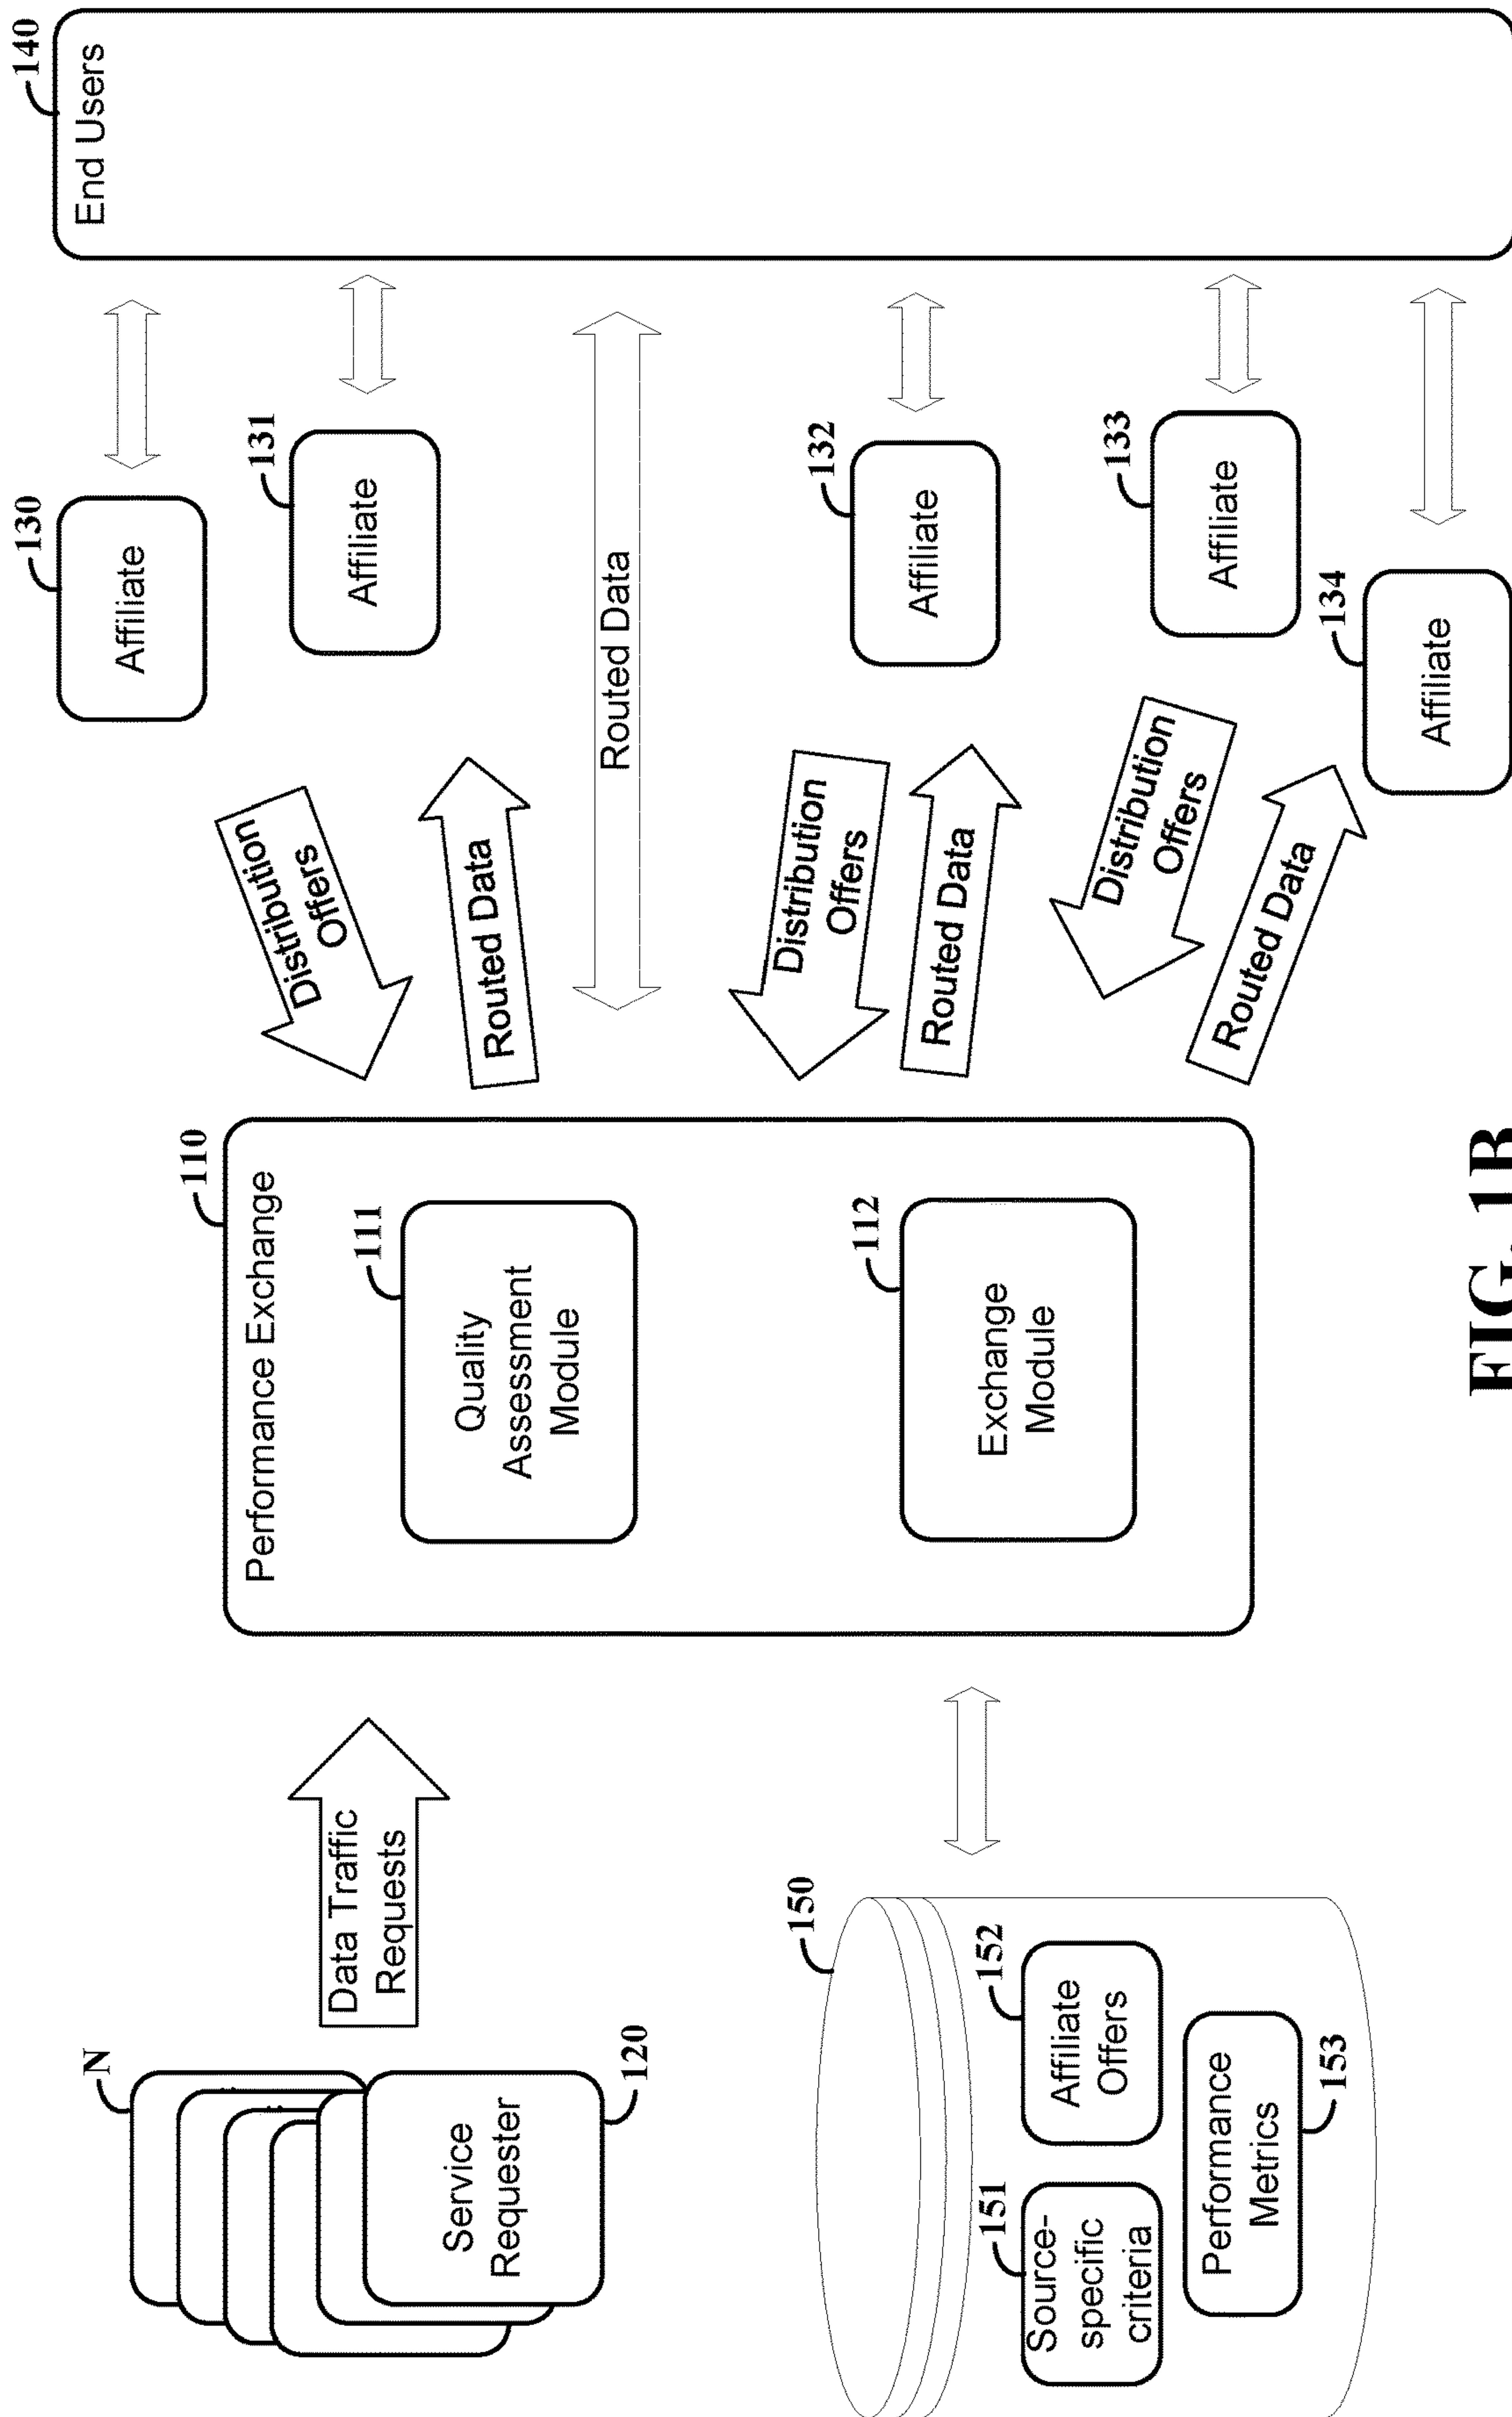 N
Service
Requester
120
Data Traffic
Requests
150
Source-
specific
criteria
151
Affiliate
Offers
152
Performance
Metrics
153
110
Performance Exchange
111
Quality
Assessment
Module
112
Exchange
Module
Distribution
Offers
Routed Data
Routed Data
Distribution
Offers
Routed Data
Distribution
Offers
Routed Data
130
Affiliate
131
Affiliate
132
Affiliate
133
Affiliate
134
Affiliate
140
End Users
FIG. 1B